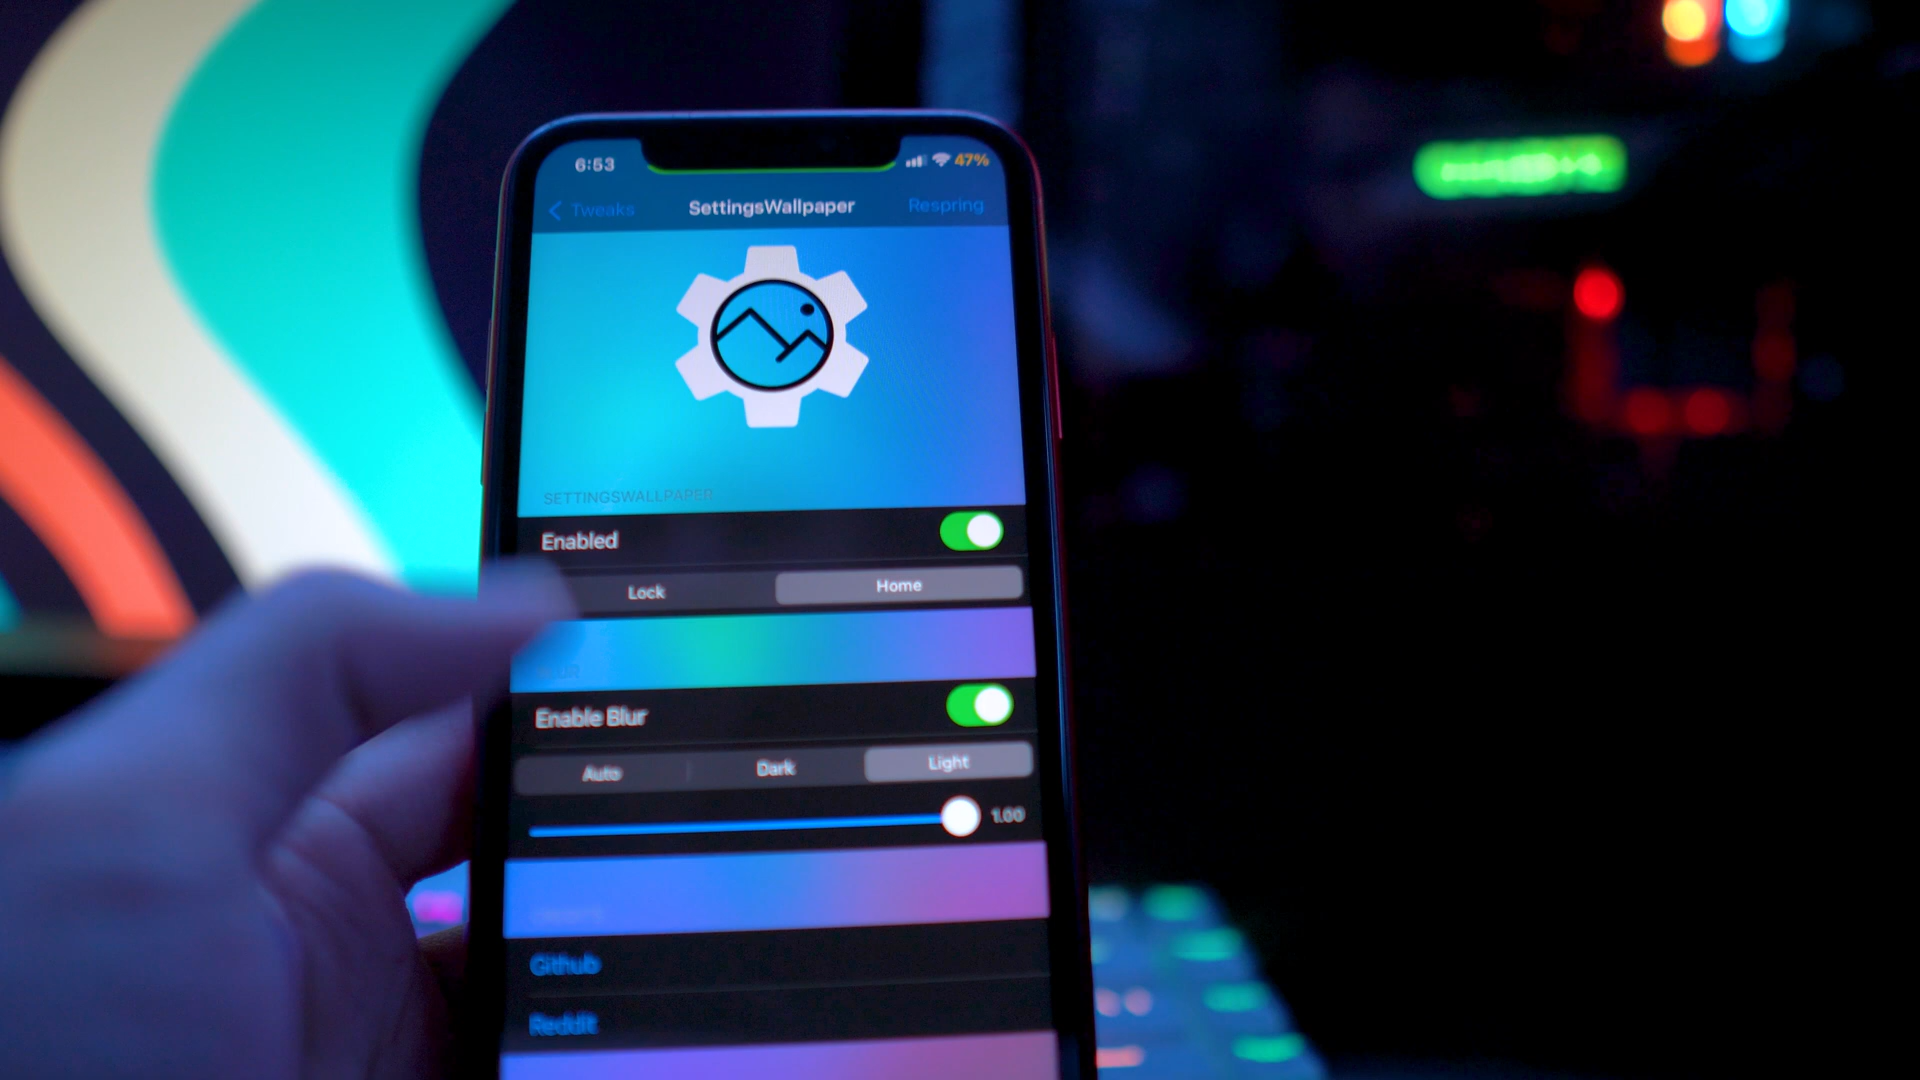 6:53 47%
Tweaks SettingsWallpaper Respring
SETTINGSWALLPAPER
Enabled
Lock Home
BLUR
Enable Blur
Auto Dark Light
1.00
Github
Reddit